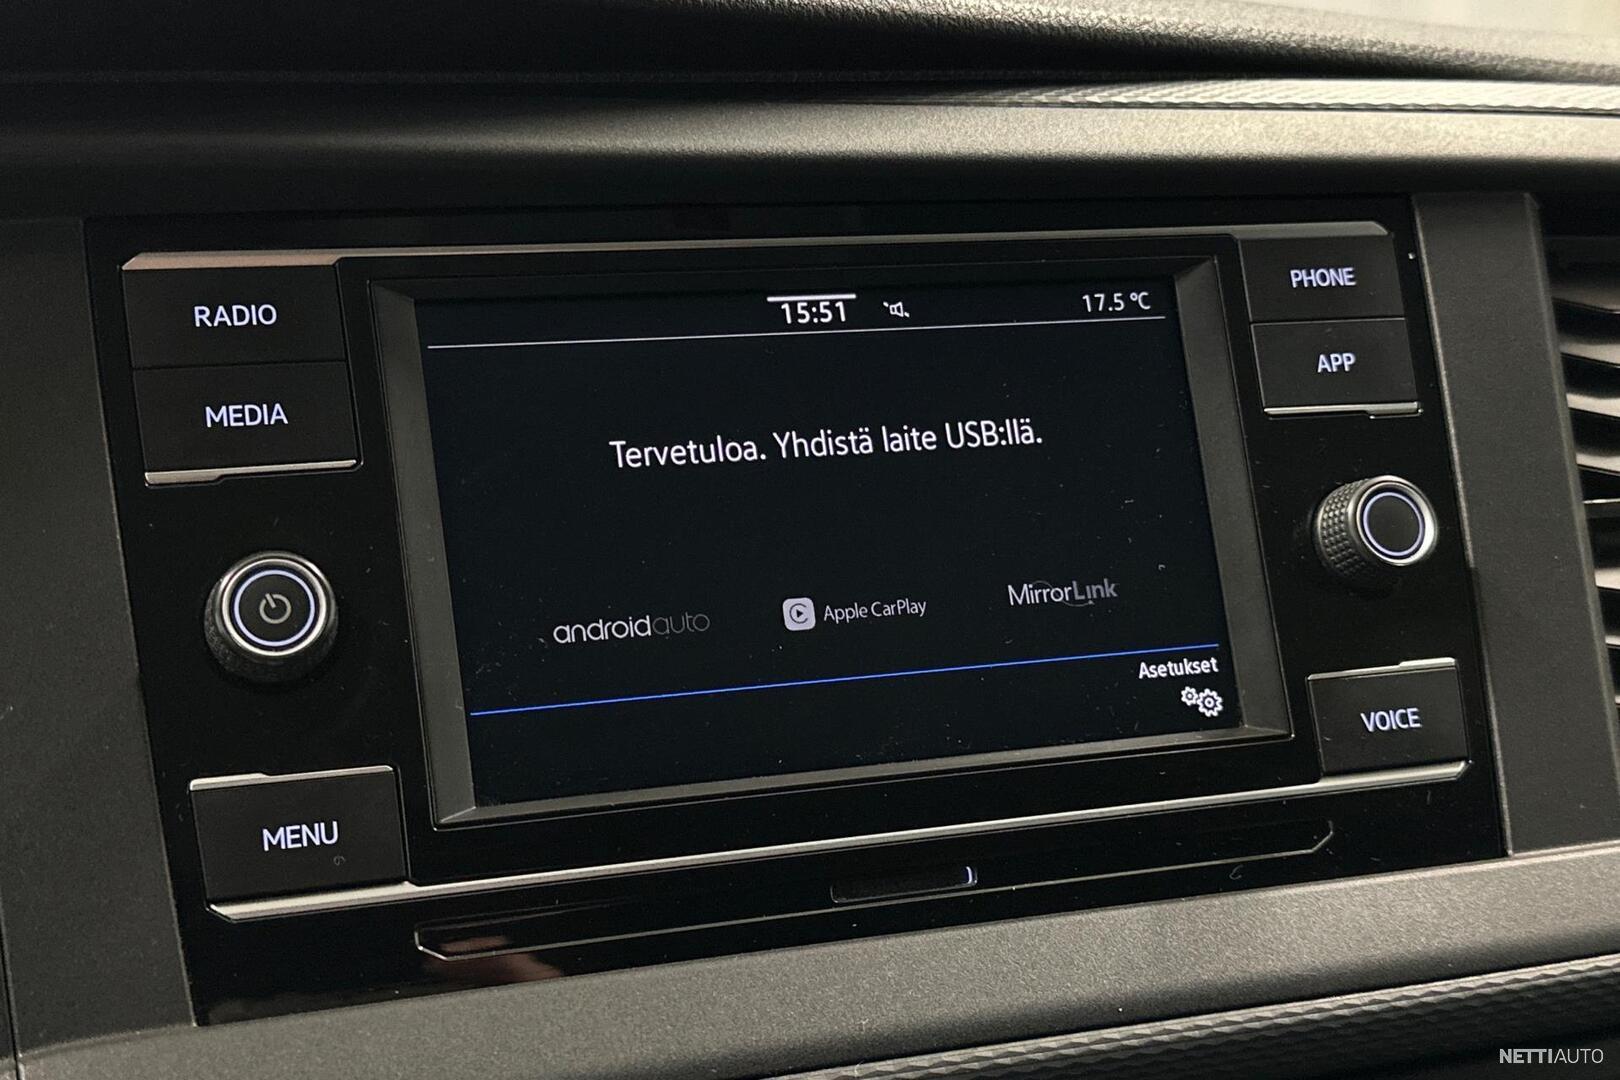 RADIO
MEDIA
MENU
15:51
17.5 °C
Tervetuloa. Yhdistä laite USB:llä.
androidauto
Apple CarPlay
MirrorLink
Asetukset
PHONE
APP
VOICE
NETTIAUTO